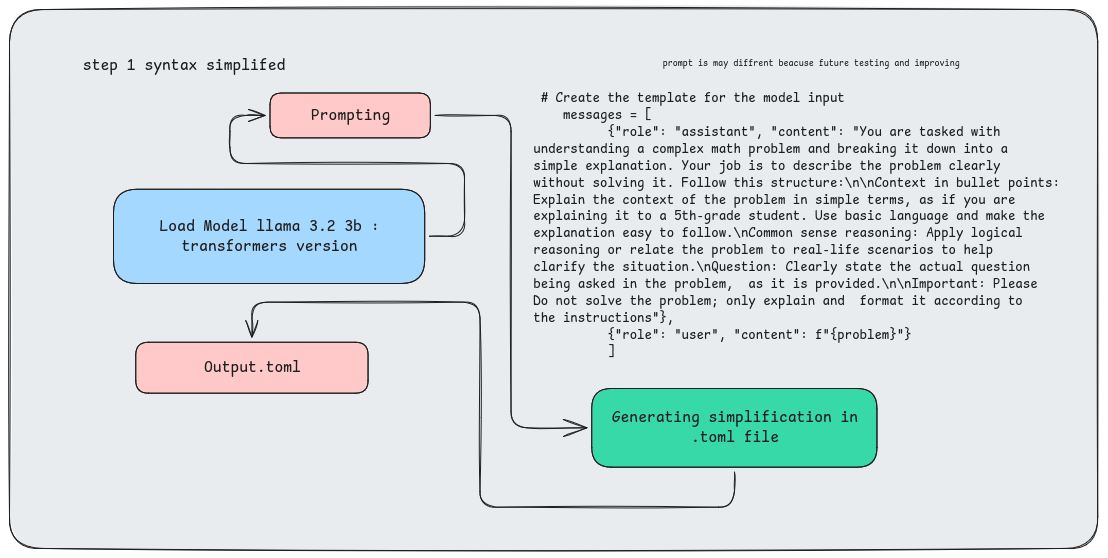 step 1 syntax simplifed
prompt is may diffrent beacuse future testing and improving
Prompting
# Create the template for the model input
messages = [
{"role": "assistant", "content": "You are tasked with
understanding a complex math problem and breaking it down into a
simple explanation. Your job is to describe the problem clearly
without solving it. Follow this structure:\n\nContext in bullet points:
Explain the context of the problem in simple terms, as if you are
explaining it to a 5th-grade student. Use basic language and make the
explanation easy to follow.\nCommon sense reasoning: Apply logical
reasoning or relate the problem to real-life scenarios to help
clarify the situation.\nQuestion: Clearly state the actual question
being asked in the problem,  as it is provided.\n\nImportant: Please
Do not solve the problem; only explain and  format it according to
the instructions"},
{"role": "user", "content": f"{problem}"}
]
Load Model llama 3.2 3b :
transformers version
Output.toml
Generating simplification in
.toml file